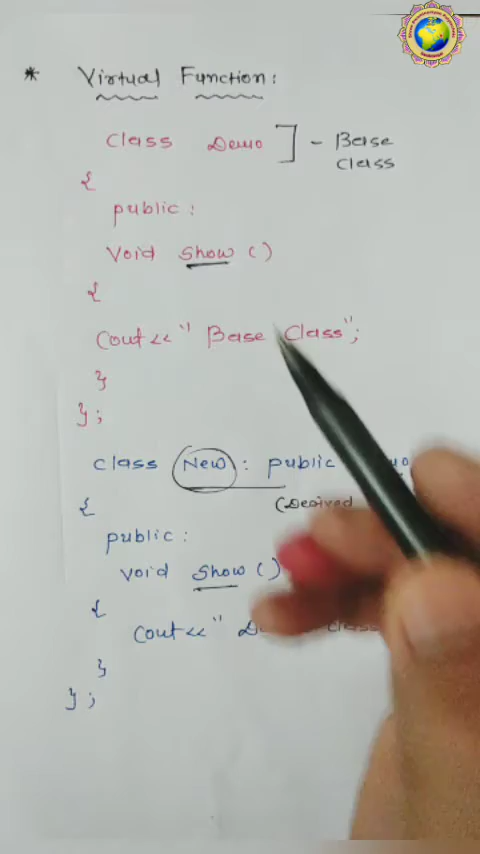 * Virtual Function:
Class Demo ] - Base
Class
{
public:
Void Show ()
{
Cout << " Base Class";
}
};
class New : public
(Derived
{
public:
void Show ()
{
Cout <<" class
}
};